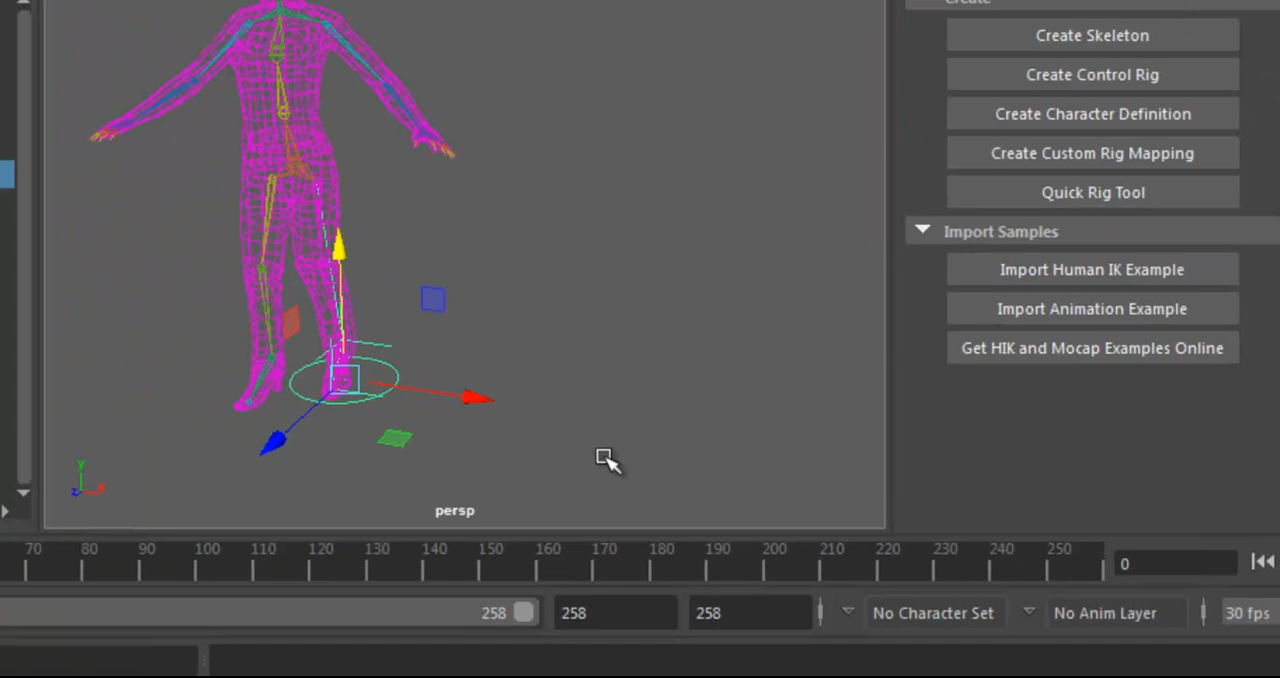 Create
Create Skeleton
Create Control Rig
Create Character Definition
Create Custom Rig Mapping
Quick Rig Tool
Import Samples
Import Human IK Example
Import Animation Example
Get HIK and Mocap Examples Online
y
z
persp
70 80 90 100 110 120 130 140 150 160 170 180 190 200 210 220 230 240 250
0
258 258 258 No Character Set No Anim Layer 30 fps